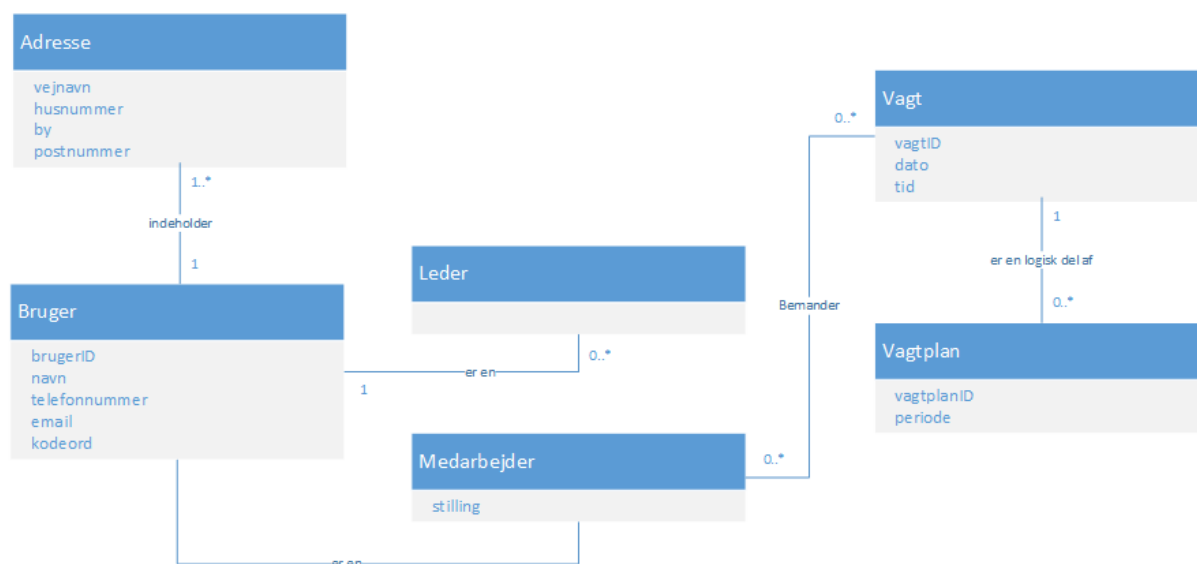 Adresse
vejnavn
husnummer
by
postnummer
1..*
indeholder
1
Bruger
brugerID
navn
telefonnummer
email
kodeord
1
er en
0..*
Leder
Medarbejder
stilling
er en
0..*
Bemander
0..*
Vagt
vagtID
dato
tid
1
er en logisk del af
0..*
Vagtplan
vagtplanID
periode